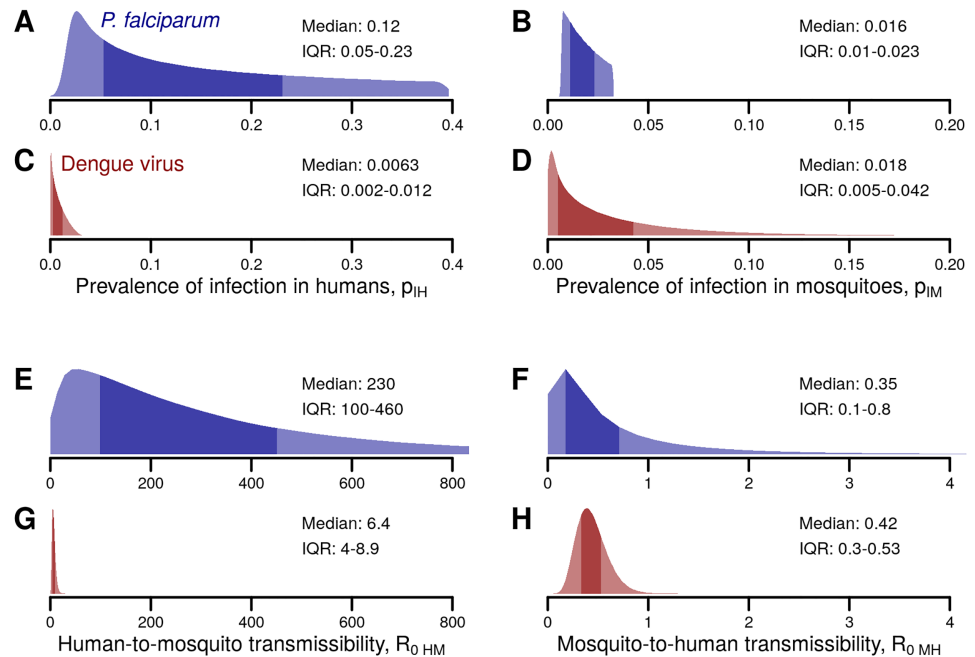 A
P. falciparum
Median: 0.12
IQR: 0.05-0.23
0.0 0.1 0.2 0.3 0.4
B
Median: 0.016
IQR: 0.01-0.023
0.00 0.05 0.10 0.15 0.20
C
Dengue virus
Median: 0.0063
IQR: 0.002-0.012
0.0 0.1 0.2 0.3 0.4
Prevalence of infection in humans, pIH
D
Median: 0.018
IQR: 0.005-0.042
0.00 0.05 0.10 0.15 0.20
Prevalence of infection in mosquitoes, pIM
E
Median: 230
IQR: 100-460
0 200 400 600 800
F
Median: 0.35
IQR: 0.1-0.8
0 1 2 3 4
G
Median: 6.4
IQR: 4-8.9
0 200 400 600 800
Human-to-mosquito transmissibility, R0 HM
H
Median: 0.42
IQR: 0.3-0.53
0 1 2 3 4
Mosquito-to-human transmissibility, R0 MH